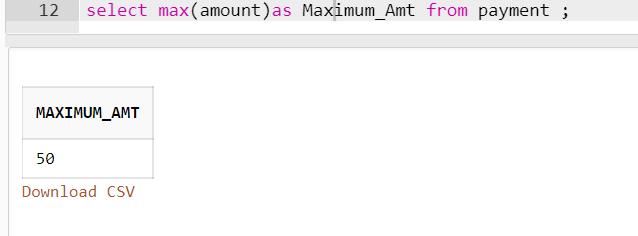 12 select max(amount)as Maximum_Amt from payment ;
MAXIMUM_AMT
50
Download CSV